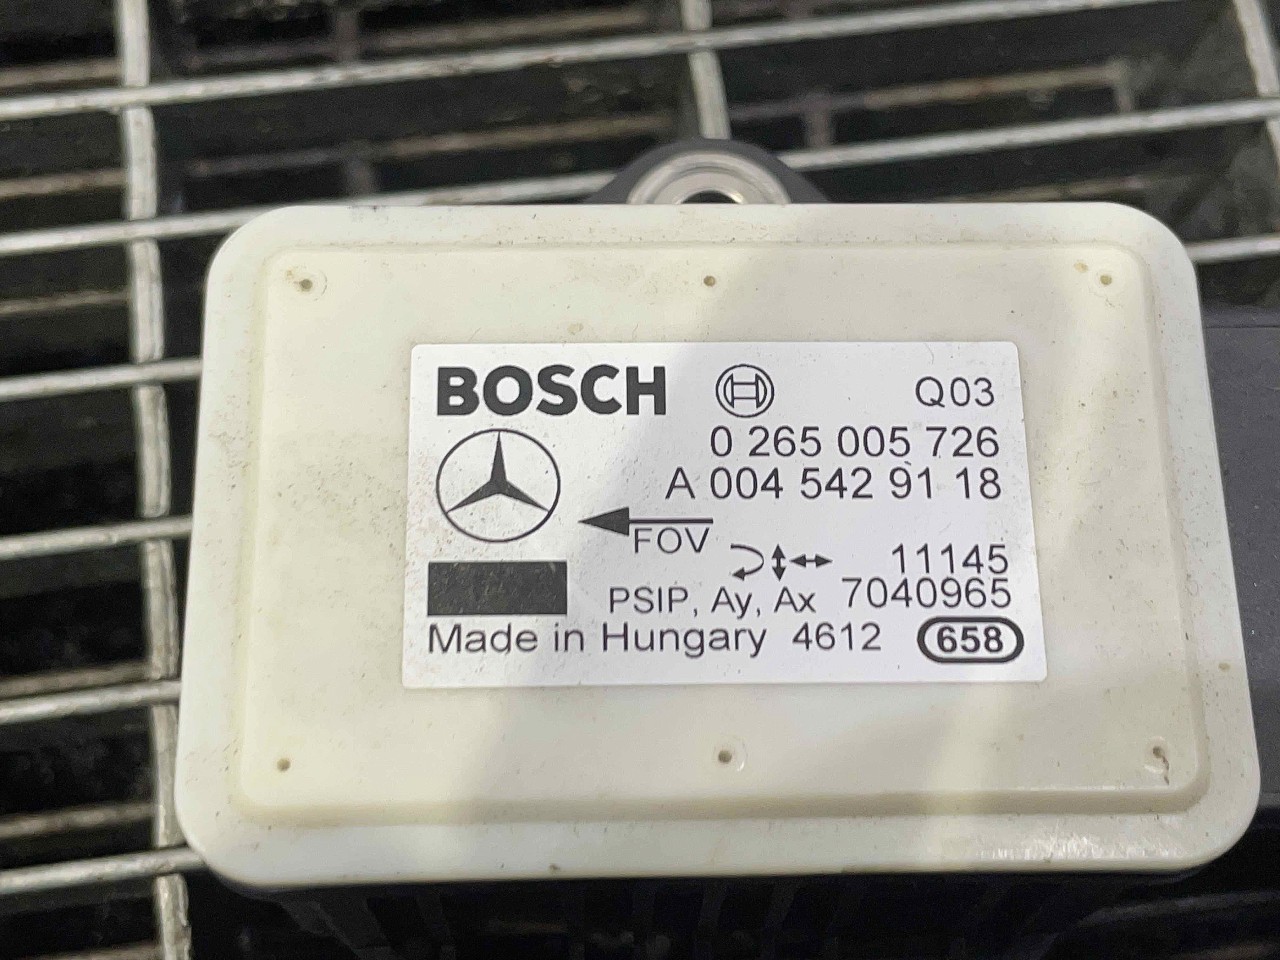 BOSCH Q03
0 265 005 726
A 004 542 91 18
FOV
11145
PSIP, Ay, Ax 7040965
Made in Hungary 4612 658